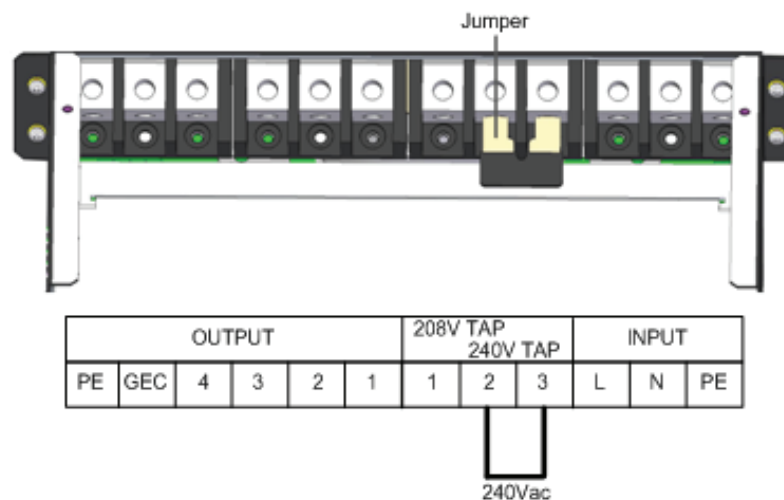 Jumper
OUTPUT 208V TAP INPUT
240V TAP
PE GEC 4 3 2 1 1 2 3 L N PE
240Vac